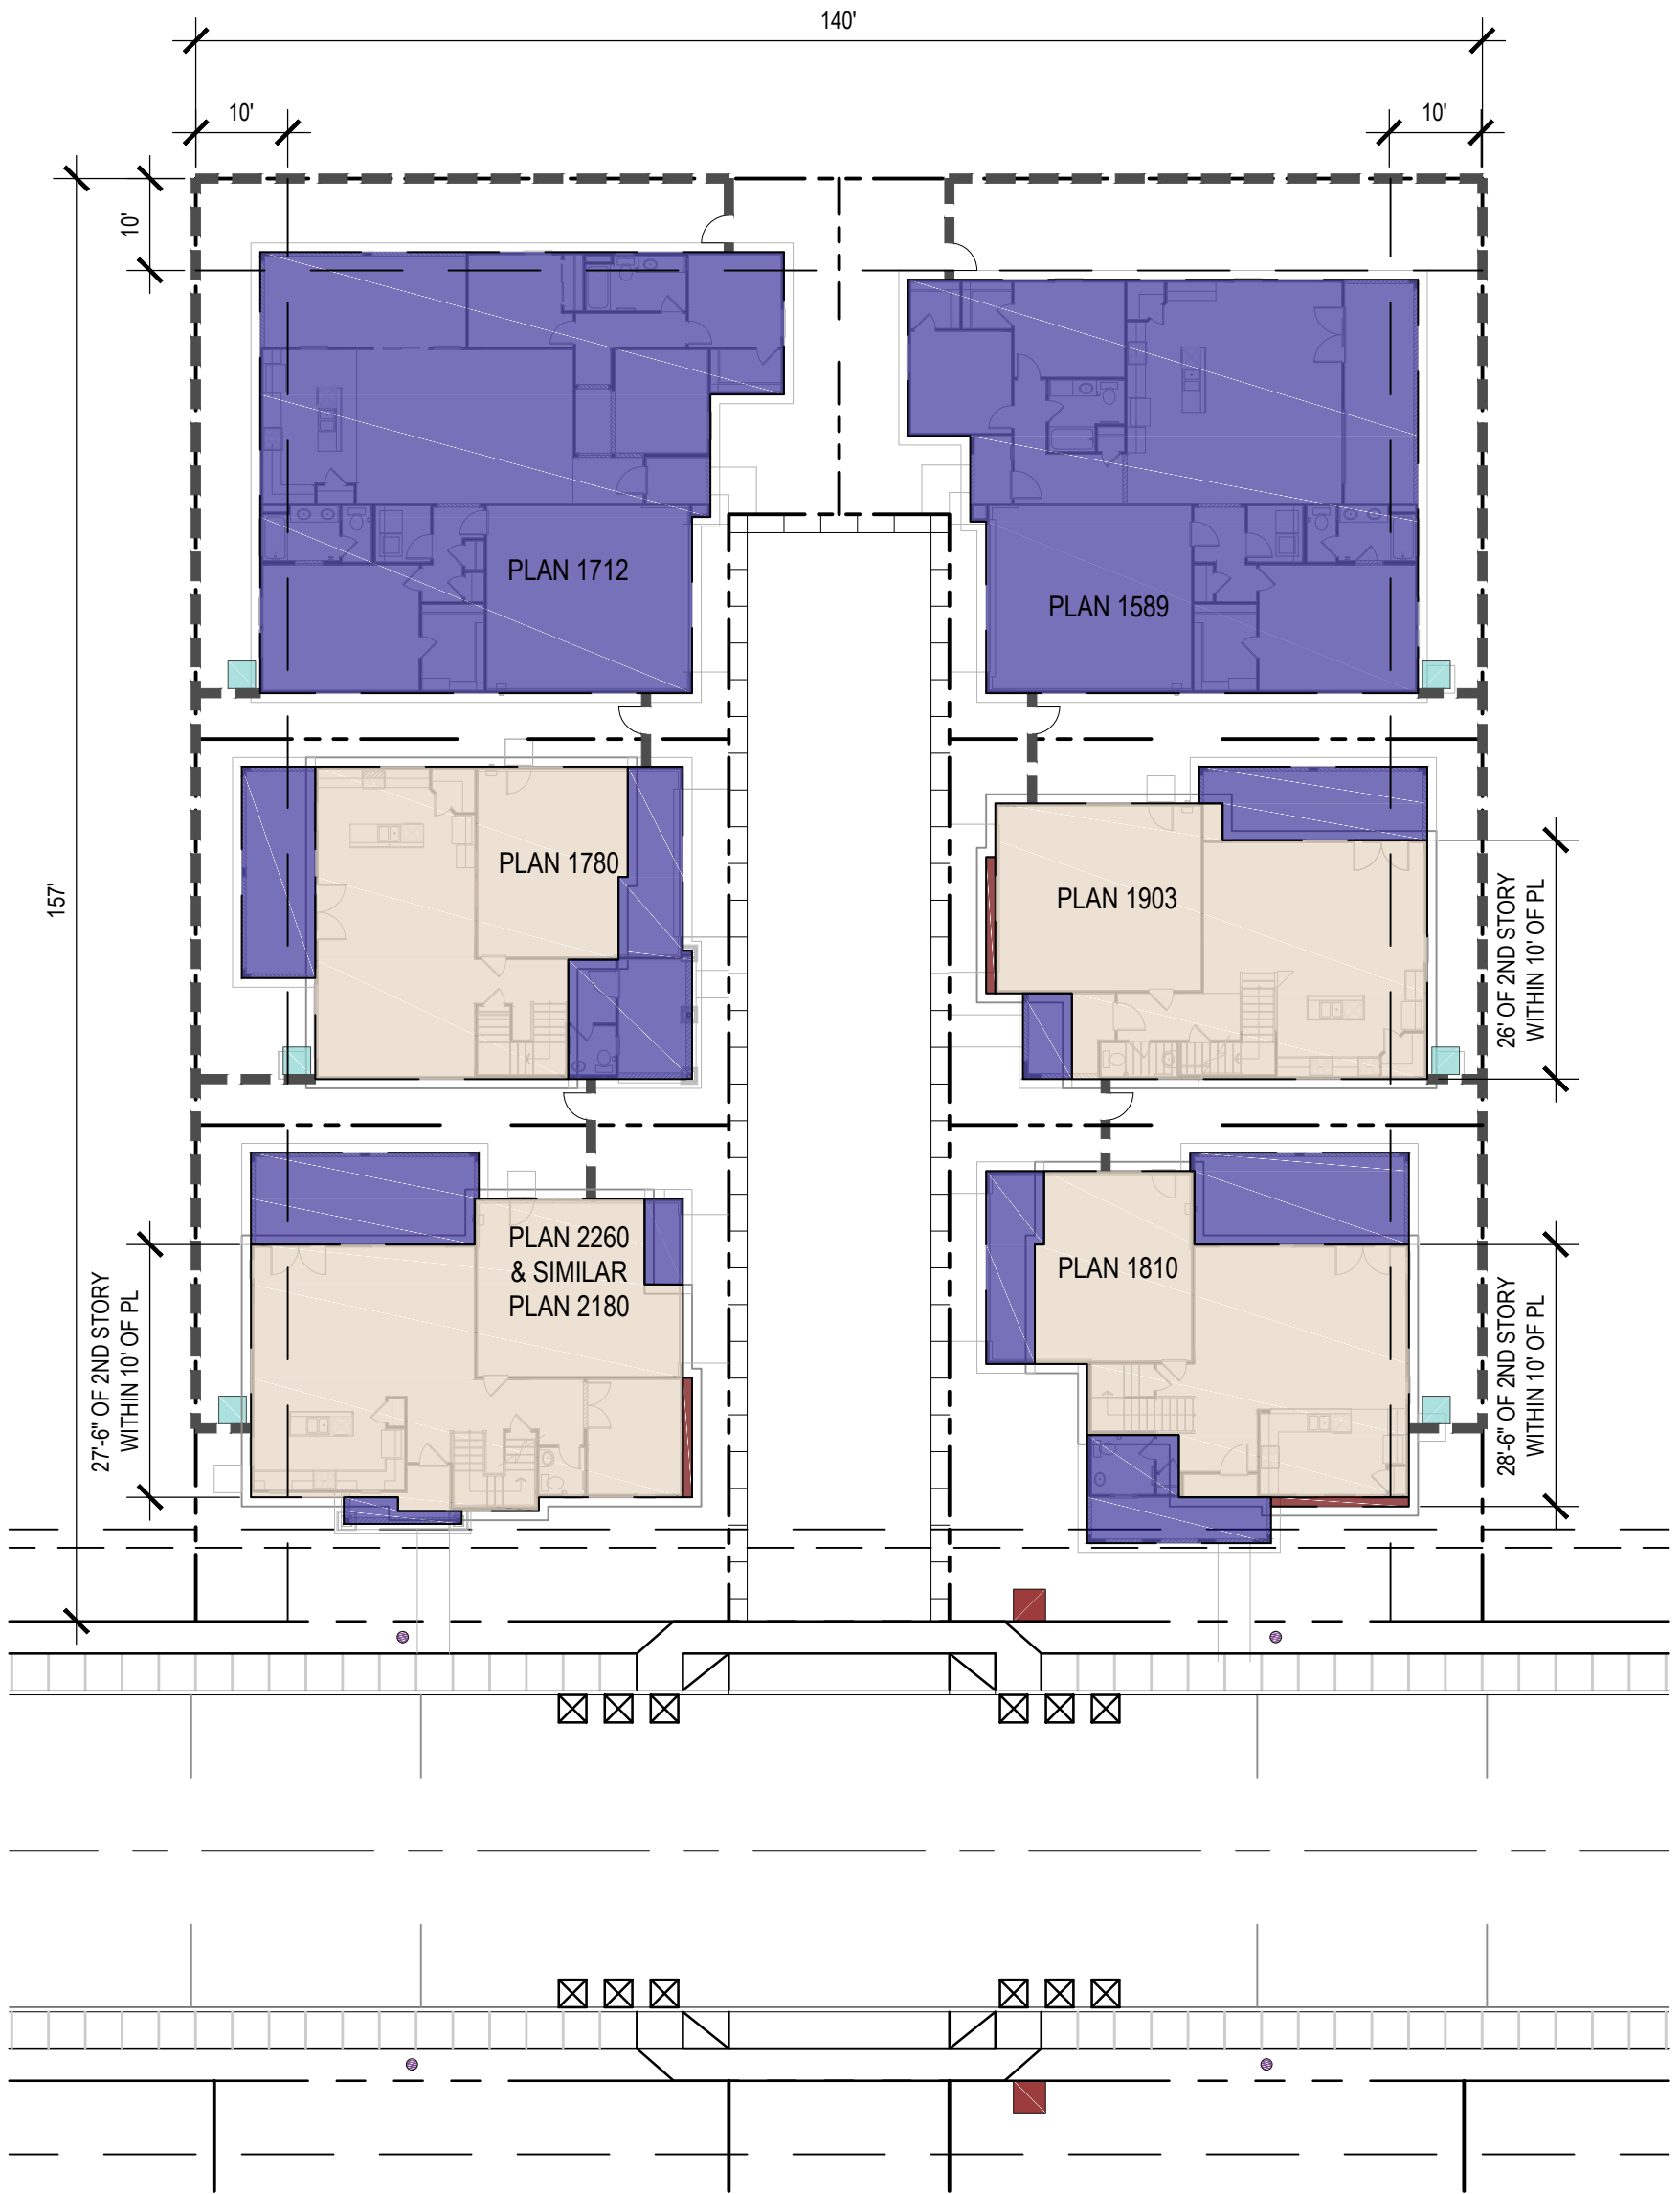 140'
10'
10'
10'
157'
PLAN 1712
PLAN 1589
PLAN 1780
PLAN 1903
26' OF 2ND STORY
WITHIN 10' OF PL
PLAN 2260
& SIMILAR
PLAN 2180
PLAN 1810
27'-6" OF 2ND STORY
WITHIN 10' OF PL
28'-6" OF 2ND STORY
WITHIN 10' OF PL